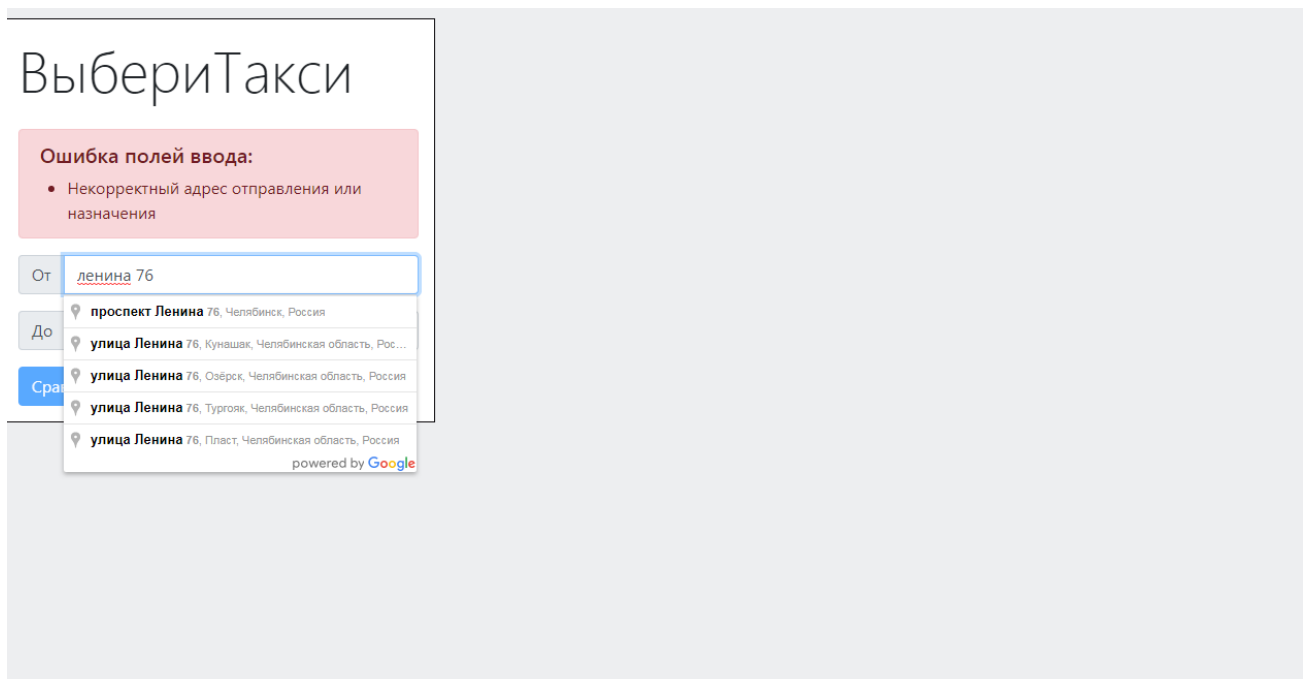 ВыбериТакси
Ошибка полей ввода:
Некорректный адрес отправления или
назначения
От ленина 76
проспект Ленина 76, Челябинск, Россия
До
улица Ленина 76, Кунашак, Челябинская область, Рос...
улица Ленина 76, Озёрск, Челябинская область, Россия
Срав
улица Ленина 76, Тургояк, Челябинская область, Россия
улица Ленина 76, Пласт, Челябинская область, Россия
powered by Google